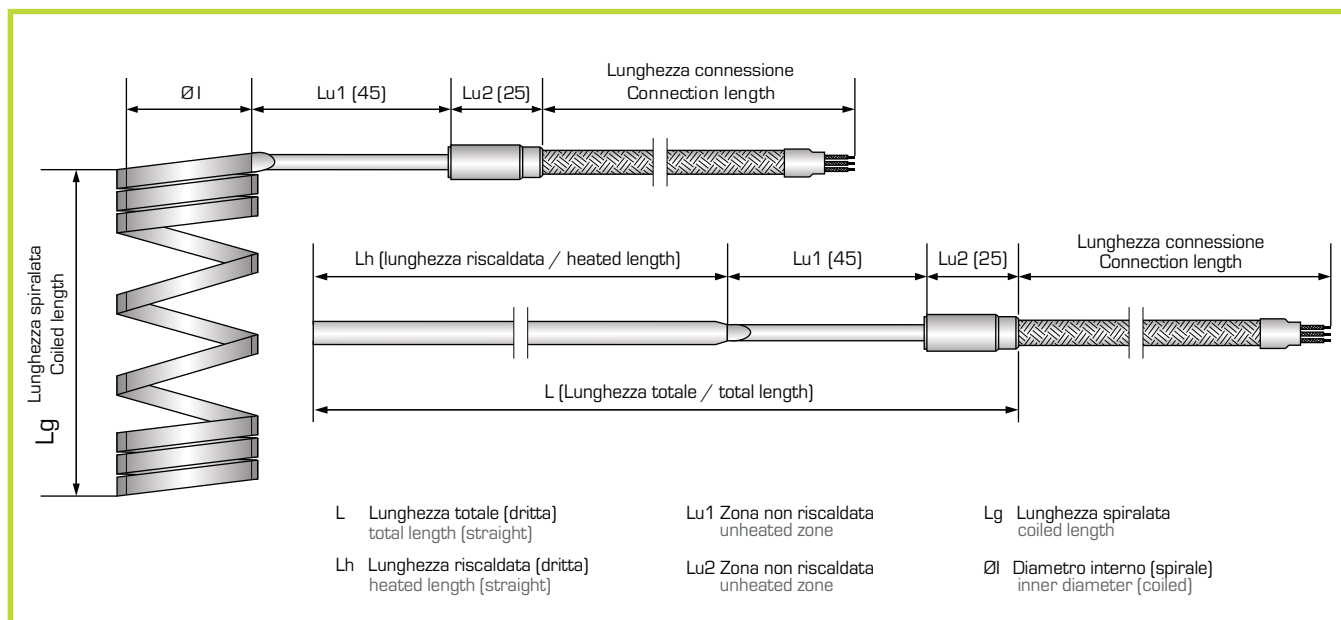 Lunghezza connessione
Connection length
Ø I
Lu1 (45)
Lu2 (25)
Lunghezza spiralata
Coiled length
Lg
Lunghezza connessione
Connection length
Lh (lunghezza riscaldata / heated length)
Lu1 (45)
Lu2 (25)
L (Lunghezza totale / total length)
L Lunghezza totale (dritta)
total length (straight)
Lh Lunghezza riscaldata (dritta)
heated length (straight)
Lu1 Zona non riscaldata
unheated zone
Lu2 Zona non riscaldata
unheated zone
Lg Lunghezza spiralata
coiled length
ØI Diametro interno (spirale)
inner diameter (coiled)